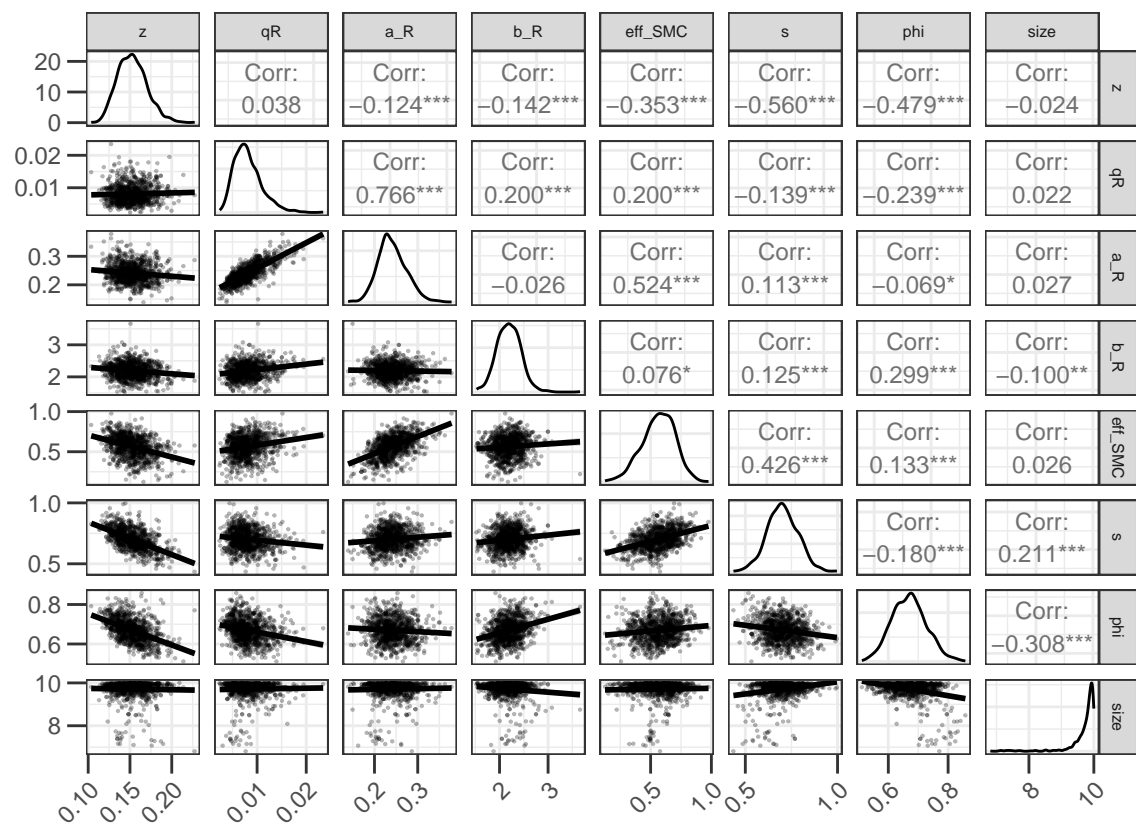 z qR a_R b_R eff_SMC s phi size
20
10
0
Corr: Corr: Corr: Corr: Corr: Corr: Corr:
0.038 −0.124*** −0.142*** −0.353*** −0.560*** −0.479*** −0.024
z
0.02
0.01
Corr: Corr: Corr: Corr: Corr: Corr:
0.766*** 0.200*** 0.200*** −0.139*** −0.239*** 0.022
qR
0.3
0.2
Corr: Corr: Corr: Corr: Corr:
−0.026 0.524*** 0.113*** −0.069* 0.027
a_R
3
2
Corr: Corr: Corr: Corr:
0.076* 0.125*** 0.299*** −0.100**
b_R
1.0
0.5
Corr: Corr: Corr:
0.426*** 0.133*** 0.026
eff_SMC
1.0
0.5
Corr: Corr:
−0.180*** 0.211***
s
0.8
0.6
Corr:
−0.308***
phi
10
8
size
0.10 0.15 0.20 0.01 0.02 0.2 0.3 2 3 0.5 1.0 0.5 1.0 0.6 0.8 8 10